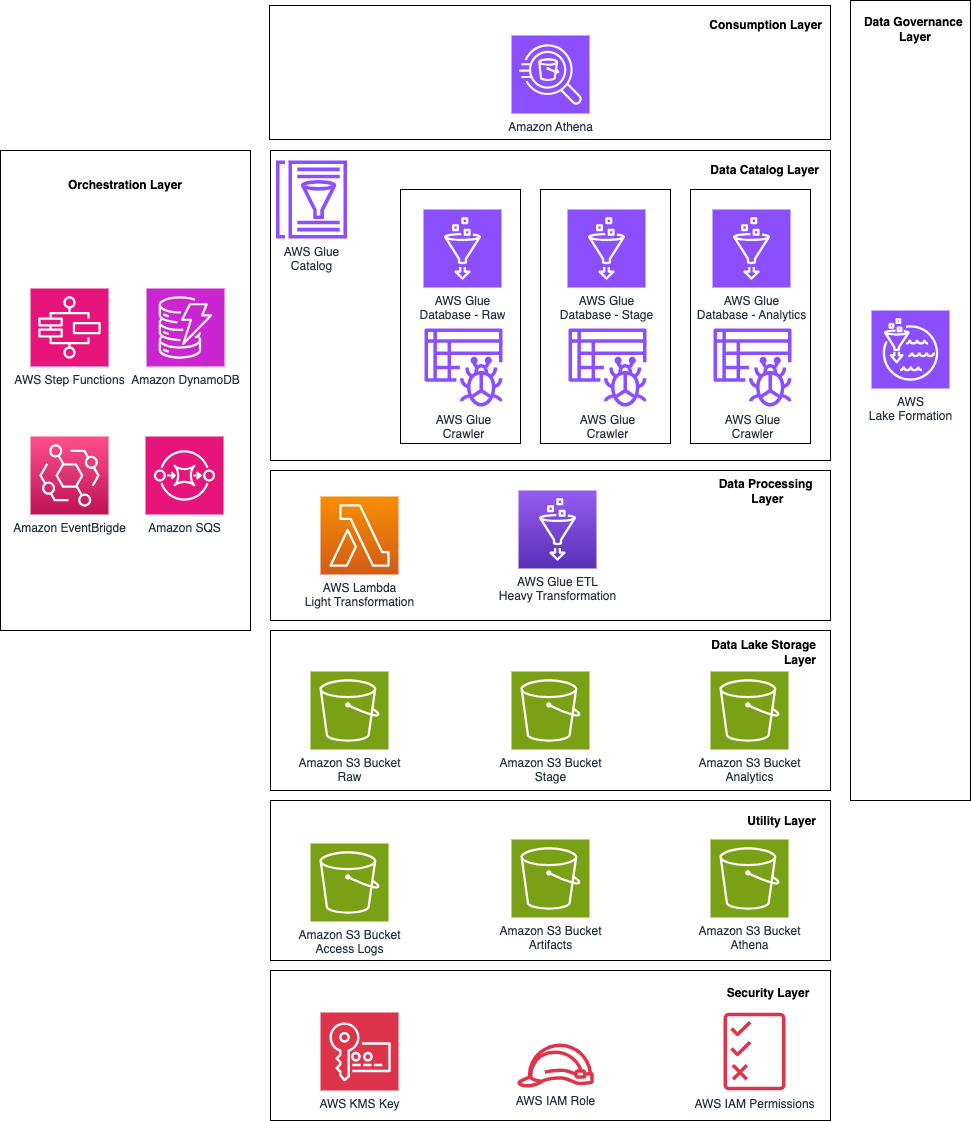 Consumption Layer
Amazon Athena
Data Governance
Layer
AWS
Lake Formation
Orchestration Layer
AWS Step Functions
Amazon DynamoDB
Amazon EventBrigde
Amazon SQS
Data Catalog Layer
AWS Glue
Catalog
AWS Glue
Database - Raw
AWS Glue
Crawler
AWS Glue
Database - Stage
AWS Glue
Crawler
AWS Glue
Database - Analytics
AWS Glue
Crawler
Data Processing
Layer
AWS Lambda
Light Transformation
AWS Glue ETL
Heavy Transformation
Data Lake Storage
Layer
Amazon S3 Bucket
Raw
Amazon S3 Bucket
Stage
Amazon S3 Bucket
Analytics
Utility Layer
Amazon S3 Bucket
Access Logs
Amazon S3 Bucket
Artifacts
Amazon S3 Bucket
Athena
Security Layer
AWS KMS Key
AWS IAM Role
AWS IAM Permissions